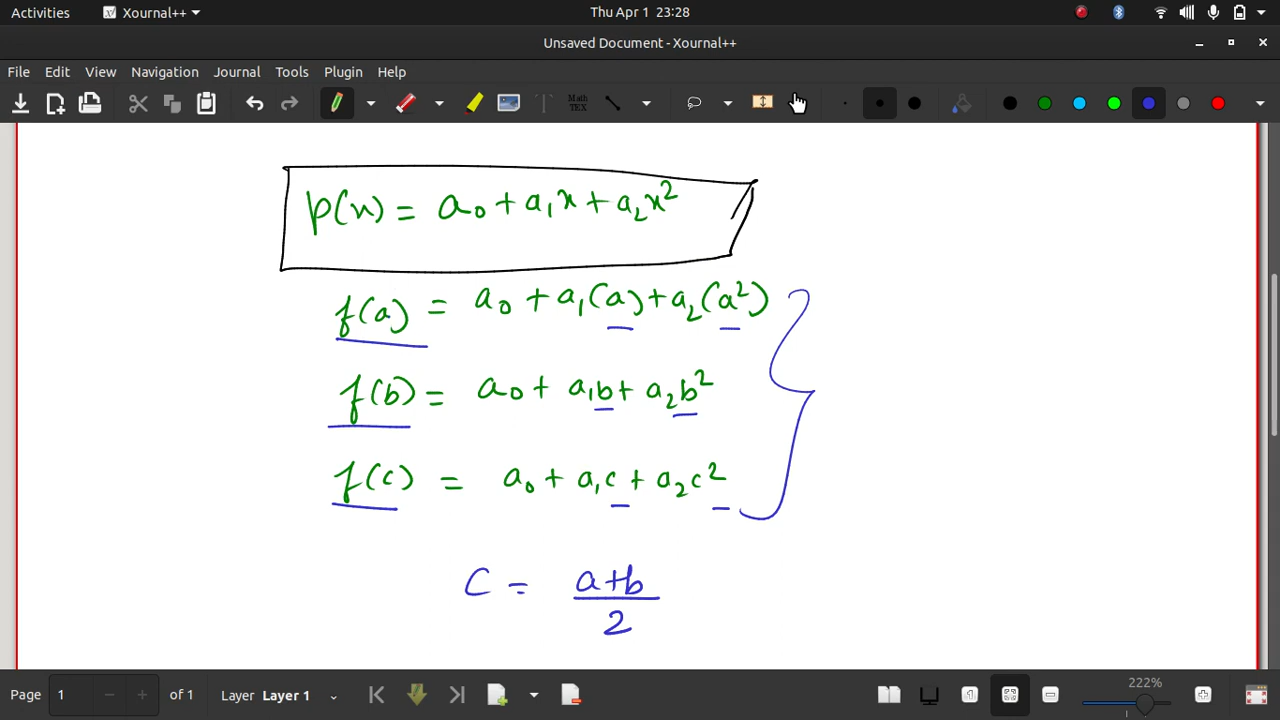 Activities Xournal++ Thu Apr 1 23:28
Unsaved Document - Xournal++
File Edit View Navigation Journal Tools Plugin Help
T Math TEX
p(x) = a₀ + a₁x + a₂x²
f(a) = a₀ + a₁(a) + a₂(a²)
f(b) = a₀ + a₁b + a₂b²
f(c) = a₀ + a₁c + a₂c²
C = a+b
2
Page 1 of 1 Layer Layer 1 222%